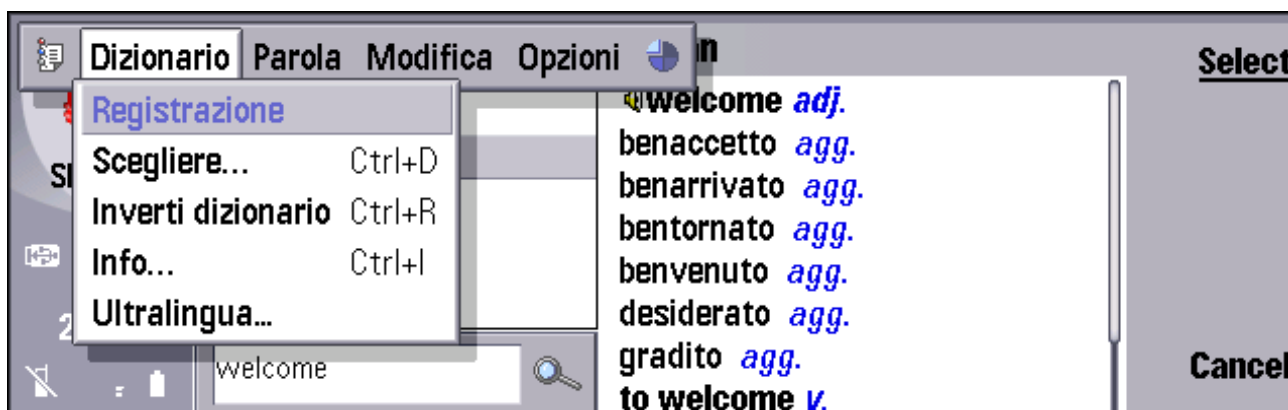 Dizionario Parola Modifica Opzioni
Select
Registrazione
Scegliere... Ctrl+D
Inverti dizionario Ctrl+R
Info... Ctrl+I
Ultralingua...
welcome
welcome adj.
benaccetto agg.
benarrivato agg.
bentornato agg.
benvenuto agg.
desiderato agg.
gradito agg.
to welcome v.
Cancel